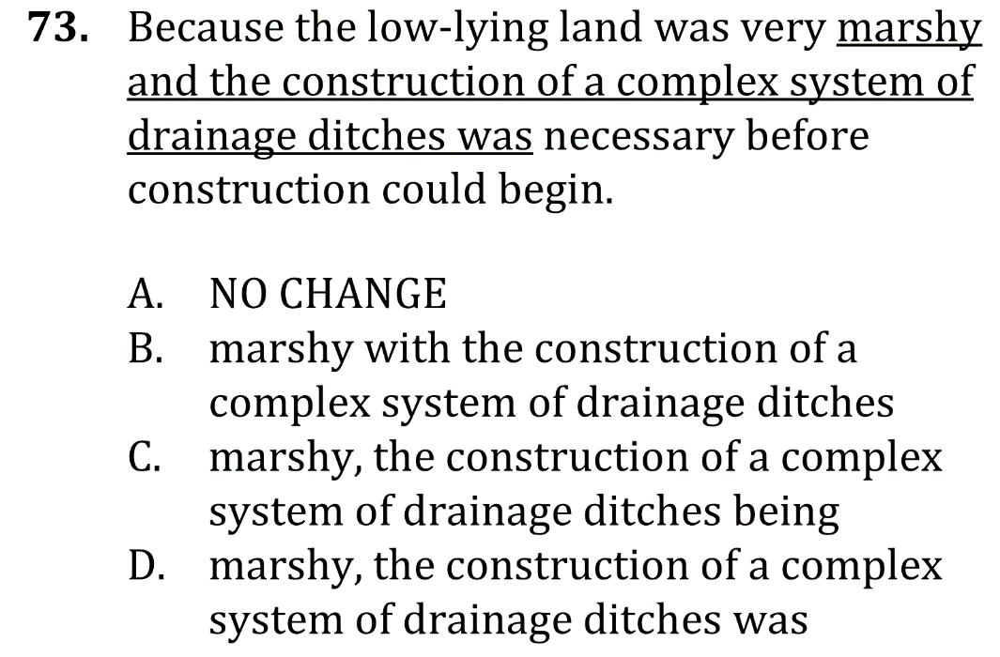 73. Because the low-lying land was very marshy
and the construction of a complex system of
drainage ditches was necessary before
construction could begin.
A. NO CHANGE
B. marshy with the construction of a
complex system of drainage ditches
C. marshy, the construction of a complex
system of drainage ditches being
D. marshy, the construction of a complex
system of drainage ditches was